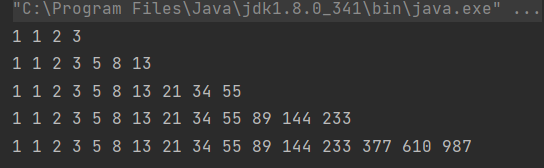 "C:\Program Files\Java\jdk1.8.0_341\bin\java.exe" ...
1 1 2 3
1 1 2 3 5 8 13
1 1 2 3 5 8 13 21 34 55
1 1 2 3 5 8 13 21 34 55 89 144 233
1 1 2 3 5 8 13 21 34 55 89 144 233 377 610 987